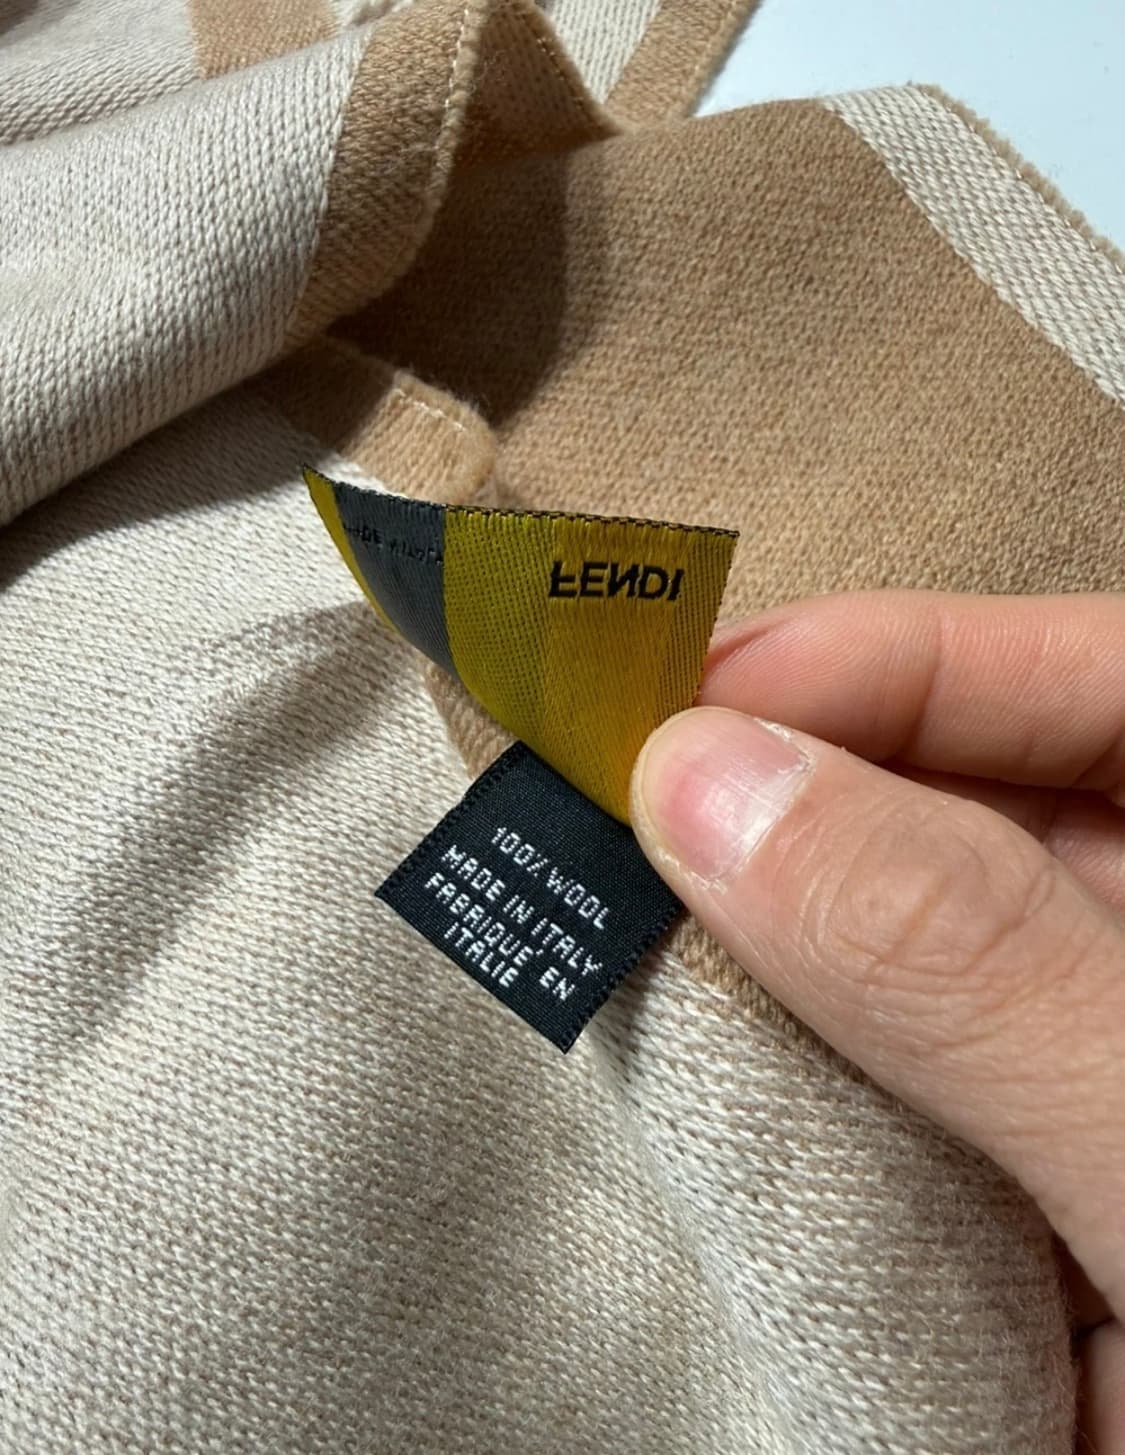 FENDI
100% WOOL
MADE IN ITALY
FABRIQUE EN
ITALIE